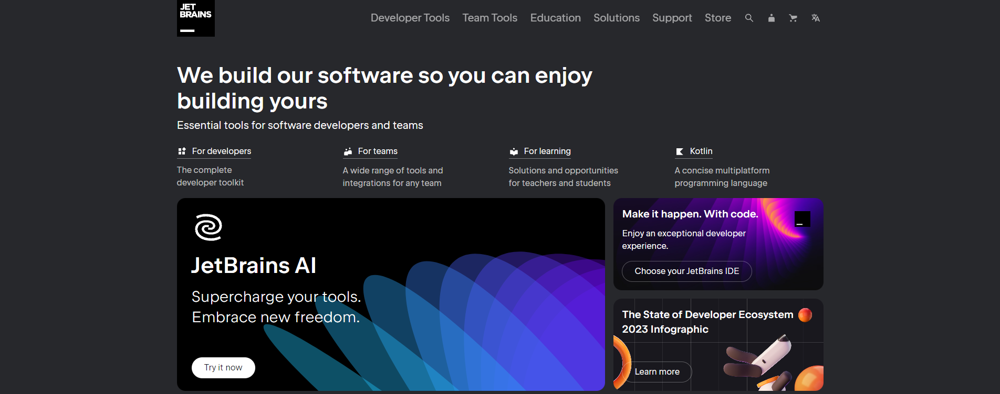 JET
BRAINS
Developer Tools Team Tools Education Solutions Support Store
We build our software so you can enjoy
building yours
Essential tools for software developers and teams
For developers
The complete
developer toolkit
For teams
A wide range of tools and
integrations for any team
For learning
Solutions and opportunities
for teachers and students
Kotlin
A concise multiplatform
programming language
JetBrains AI
Supercharge your tools.
Embrace new freedom.
Try it now
Make it happen. With code.
Enjoy an exceptional developer
experience.
Choose your JetBrains IDE
The State of Developer Ecosystem
2023 Infographic
Learn more